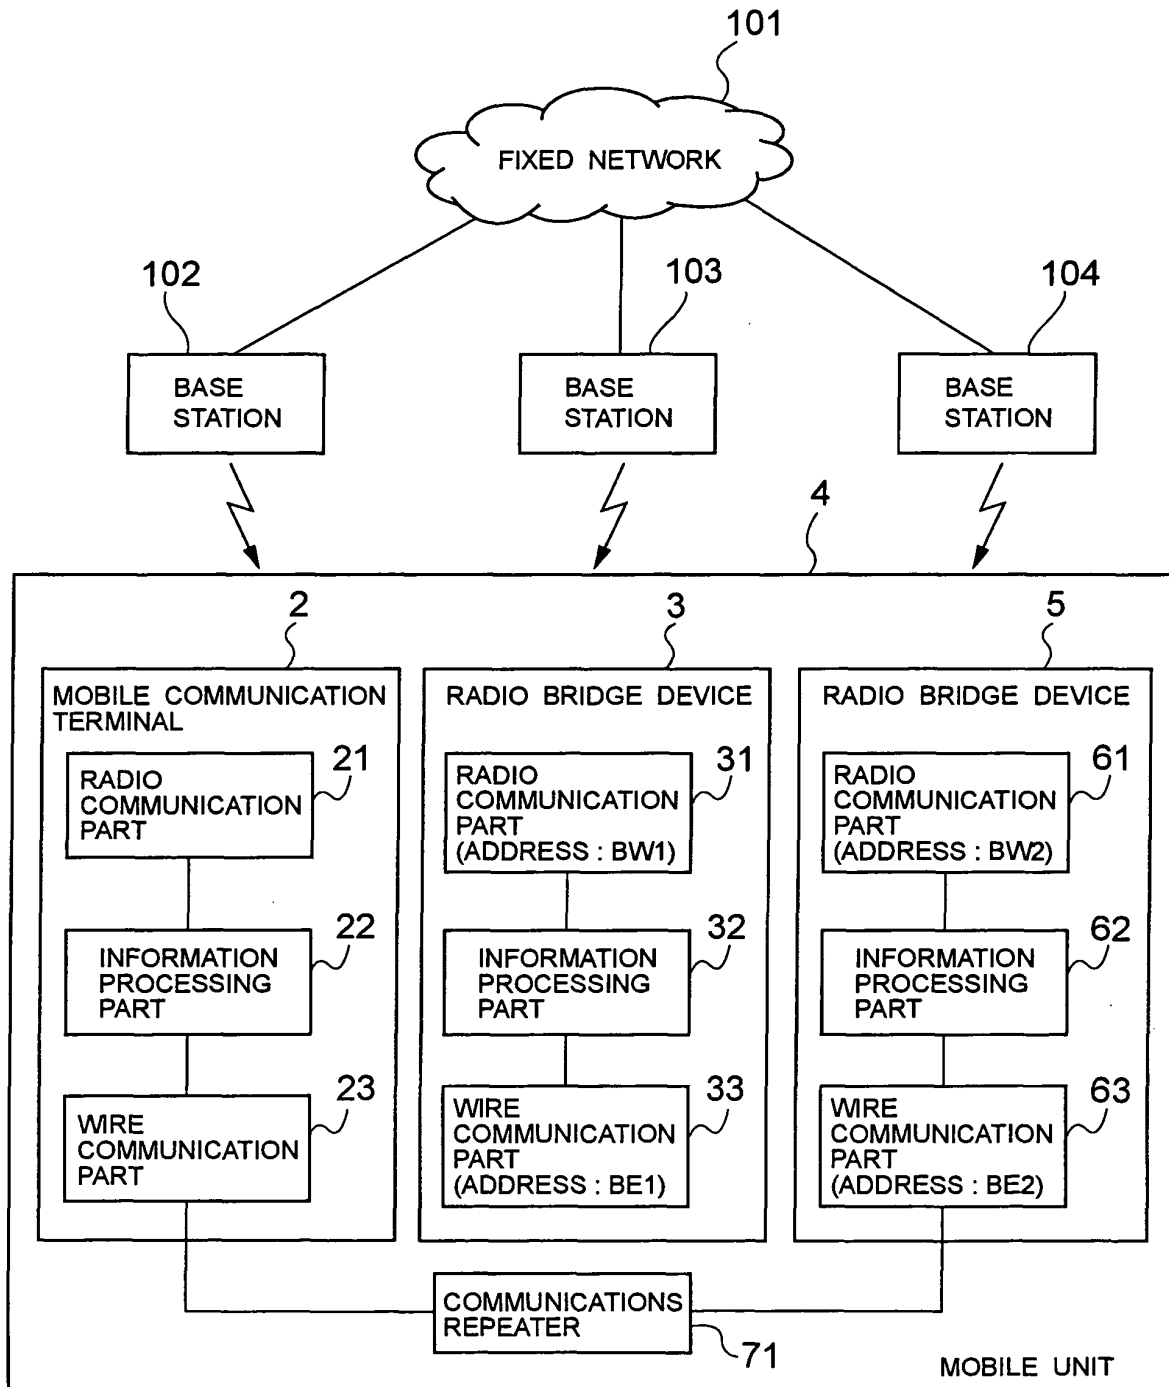 101
FIXED NETWORK
102
103
104
BASE
STATION
BASE
STATION
BASE
STATION
4
2
3
5
MOBILE COMMUNICATION
TERMINAL
21
RADIO
COMMUNICATION
PART
22
INFORMATION
PROCESSING
PART
23
WIRE
COMMUNICATION
PART
RADIO BRIDGE DEVICE
31
RADIO
COMMUNICATION
PART
(ADDRESS : BW1)
32
INFORMATION
PROCESSING
PART
33
WIRE
COMMUNICATION
PART
(ADDRESS : BE1)
RADIO BRIDGE DEVICE
61
RADIO
COMMUNICATION
PART
(ADDRESS : BW2)
62
INFORMATION
PROCESSING
PART
63
WIRE
COMMUNICATION
PART
(ADDRESS : BE2)
COMMUNICATIONS
REPEATER
71
MOBILE UNIT